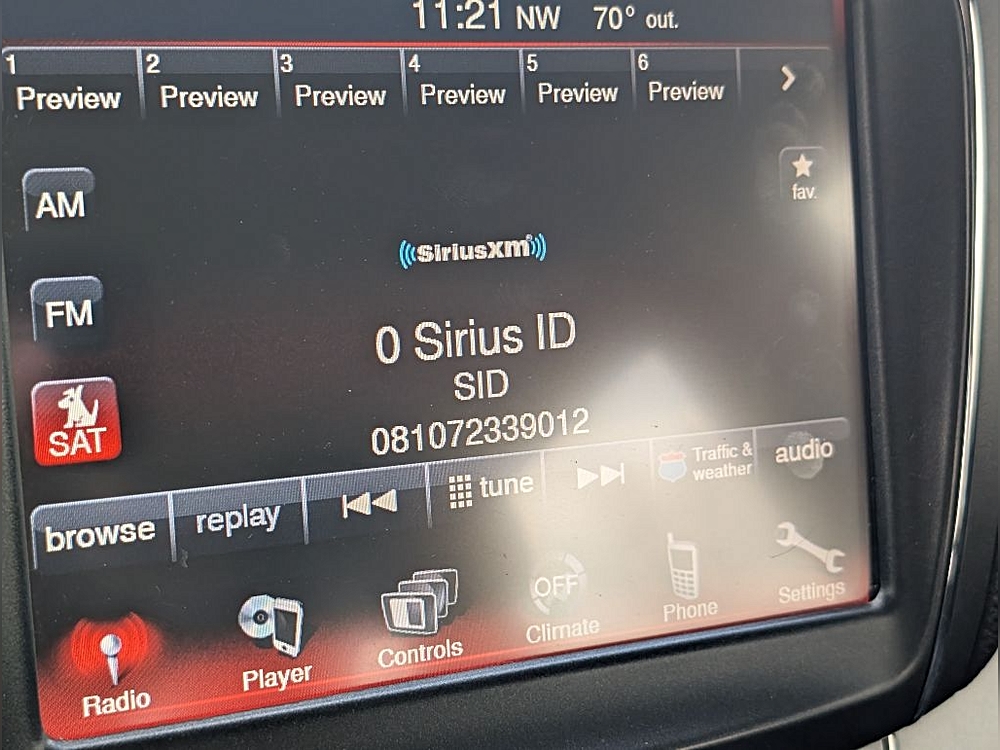 11:21 NW 70° out.
1 2 3 4 5 6
Preview Preview Preview Preview Preview Preview
fav.
AM
SiriusXM
FM
0 Sirius ID
SID
SAT
081072339012
browse replay tune Traffic & weather audio
OFF
Radio Player Controls Climate Phone Settings